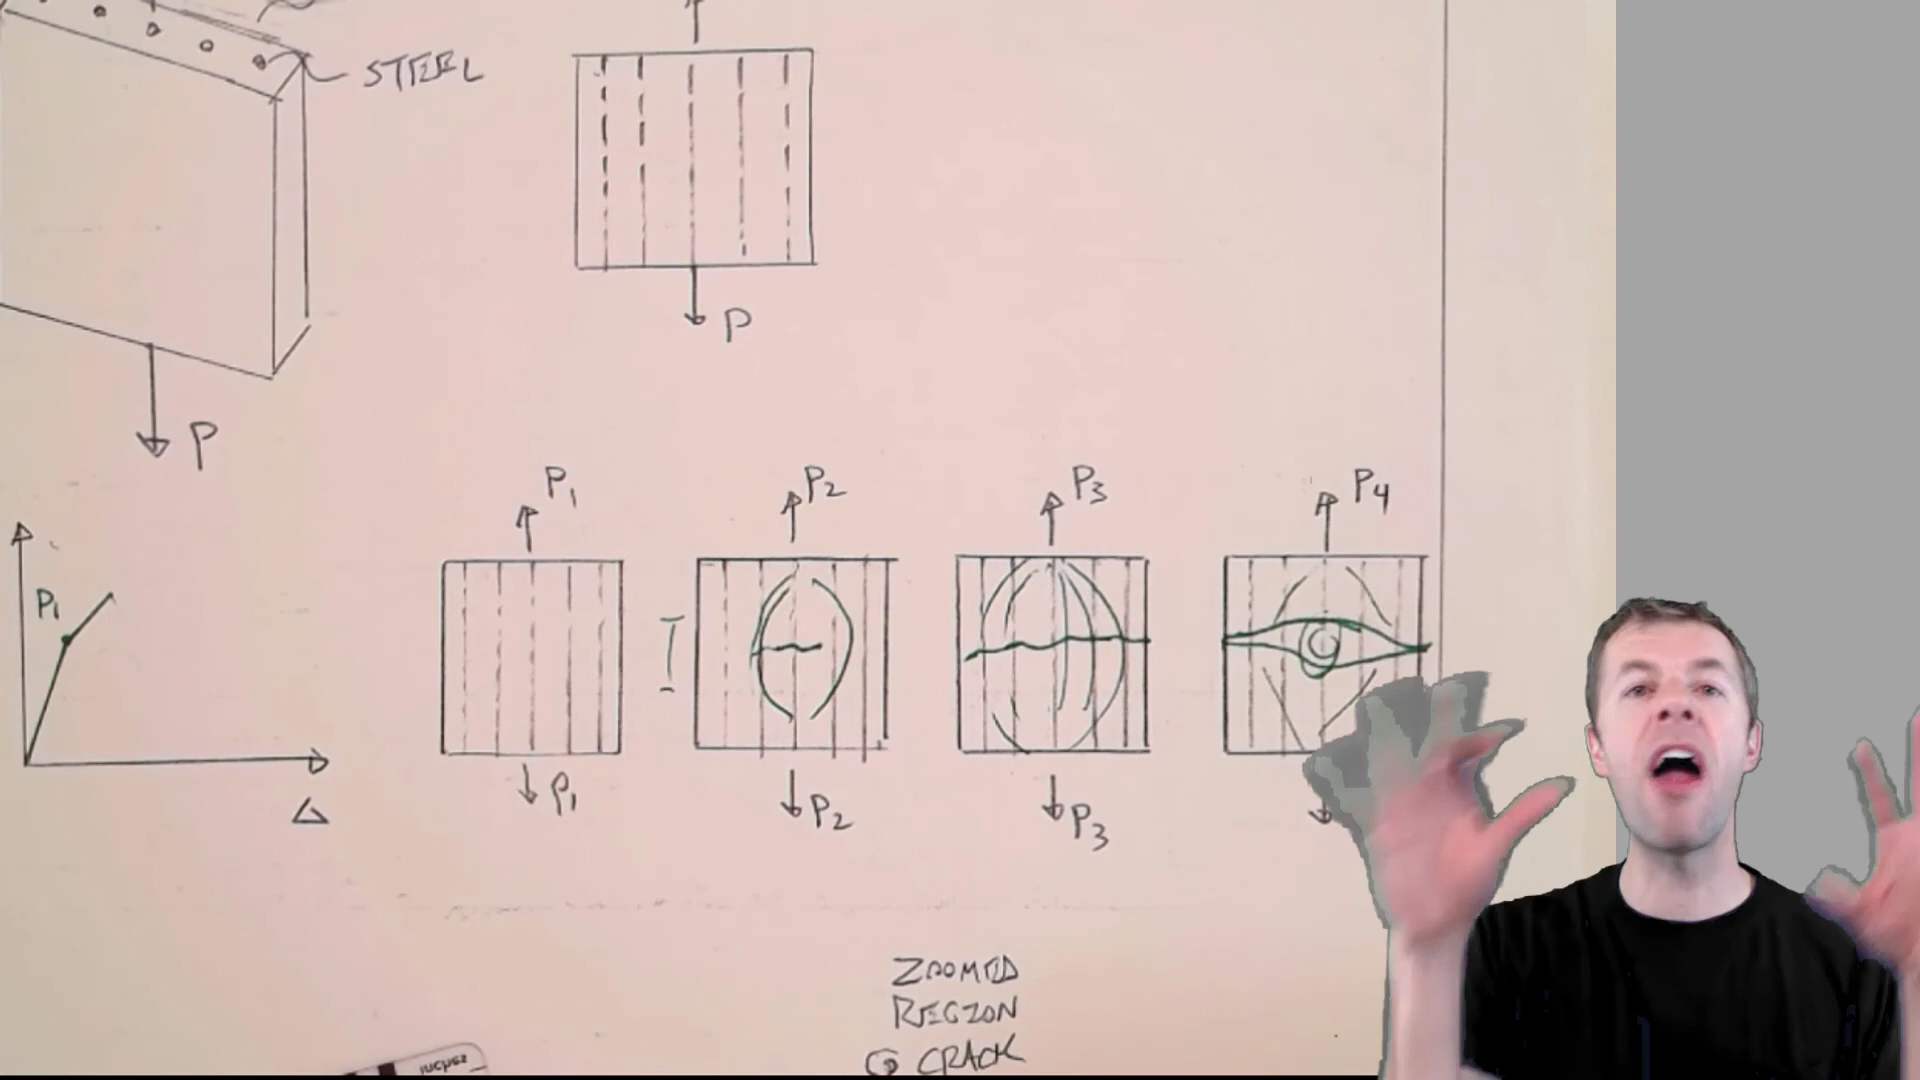 STEEL
P
P
P1
P2
P3
P4
P1
Δ
P1
P2
P3
ZOOMED
REGION
@ CRACK